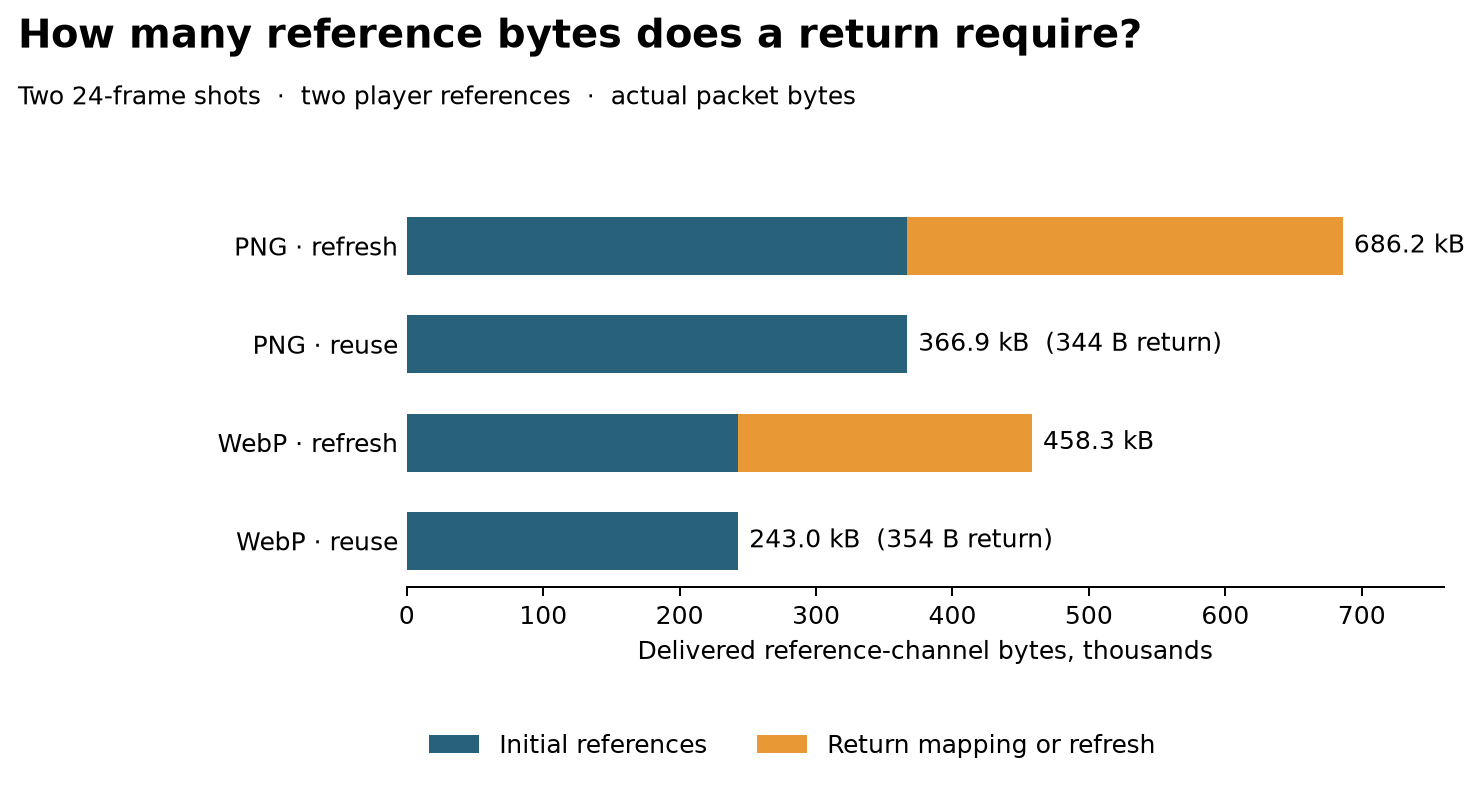 How many reference bytes does a return require?
Two 24-frame shots · two player references · actual packet bytes
PNG · refresh
686.2 kB
PNG · reuse
366.9 kB (344 B return)
WebP · refresh
458.3 kB
WebP · reuse
243.0 kB (354 B return)
0 100 200 300 400 500 600 700
Delivered reference-channel bytes, thousands
Initial references
Return mapping or refresh